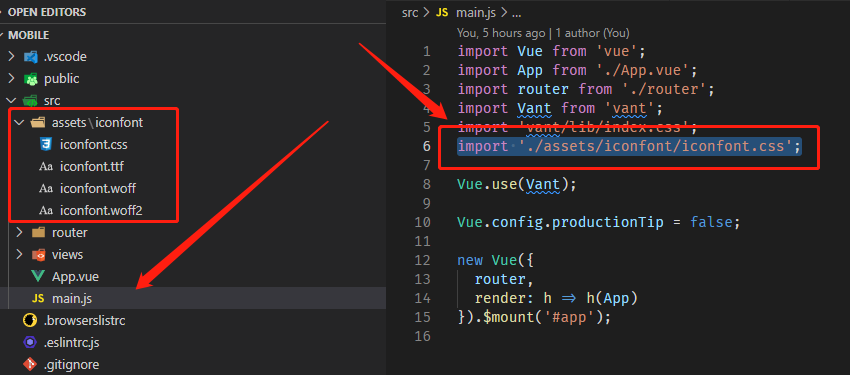 OPEN EDITORS
MOBILE
.vscode
public
src
assets\iconfont
iconfont.css
Aa iconfont.ttf
Aa iconfont.woff
Aa iconfont.woff2
router
views
App.vue
JS main.js
.browserslistrc
.eslintrc.js
.gitignore
src > JS main.js > ...
You, 5 hours ago | 1 author (You)
1 import Vue from 'vue';
2 import App from './App.vue';
3 import router from './router';
4 import Vant from 'vant';
5 import 'vant/lib/index.css';
6 import './assets/iconfont/iconfont.css';
7
8 Vue.use(Vant);
9
10 Vue.config.productionTip = false;
11
12 new Vue({
13 router,
14 render: h => h(App)
15 }).$mount('#app');
16